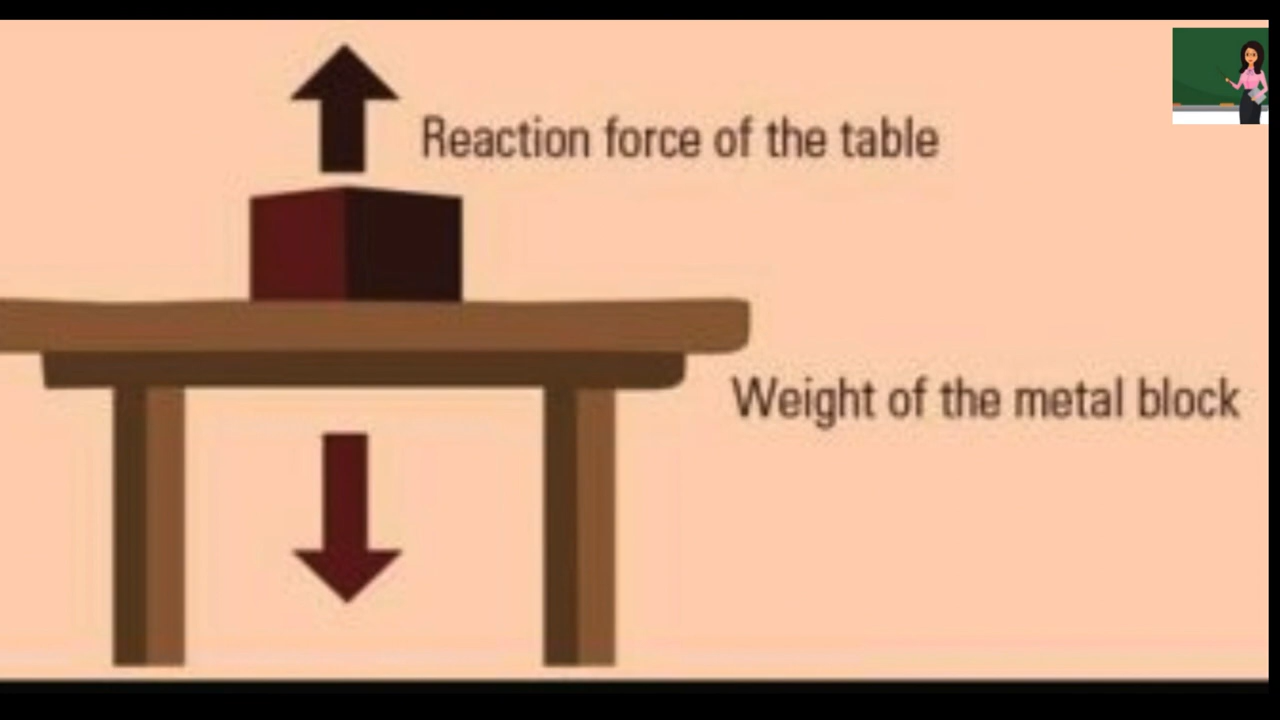 Reaction force of the table
Weight of the metal block